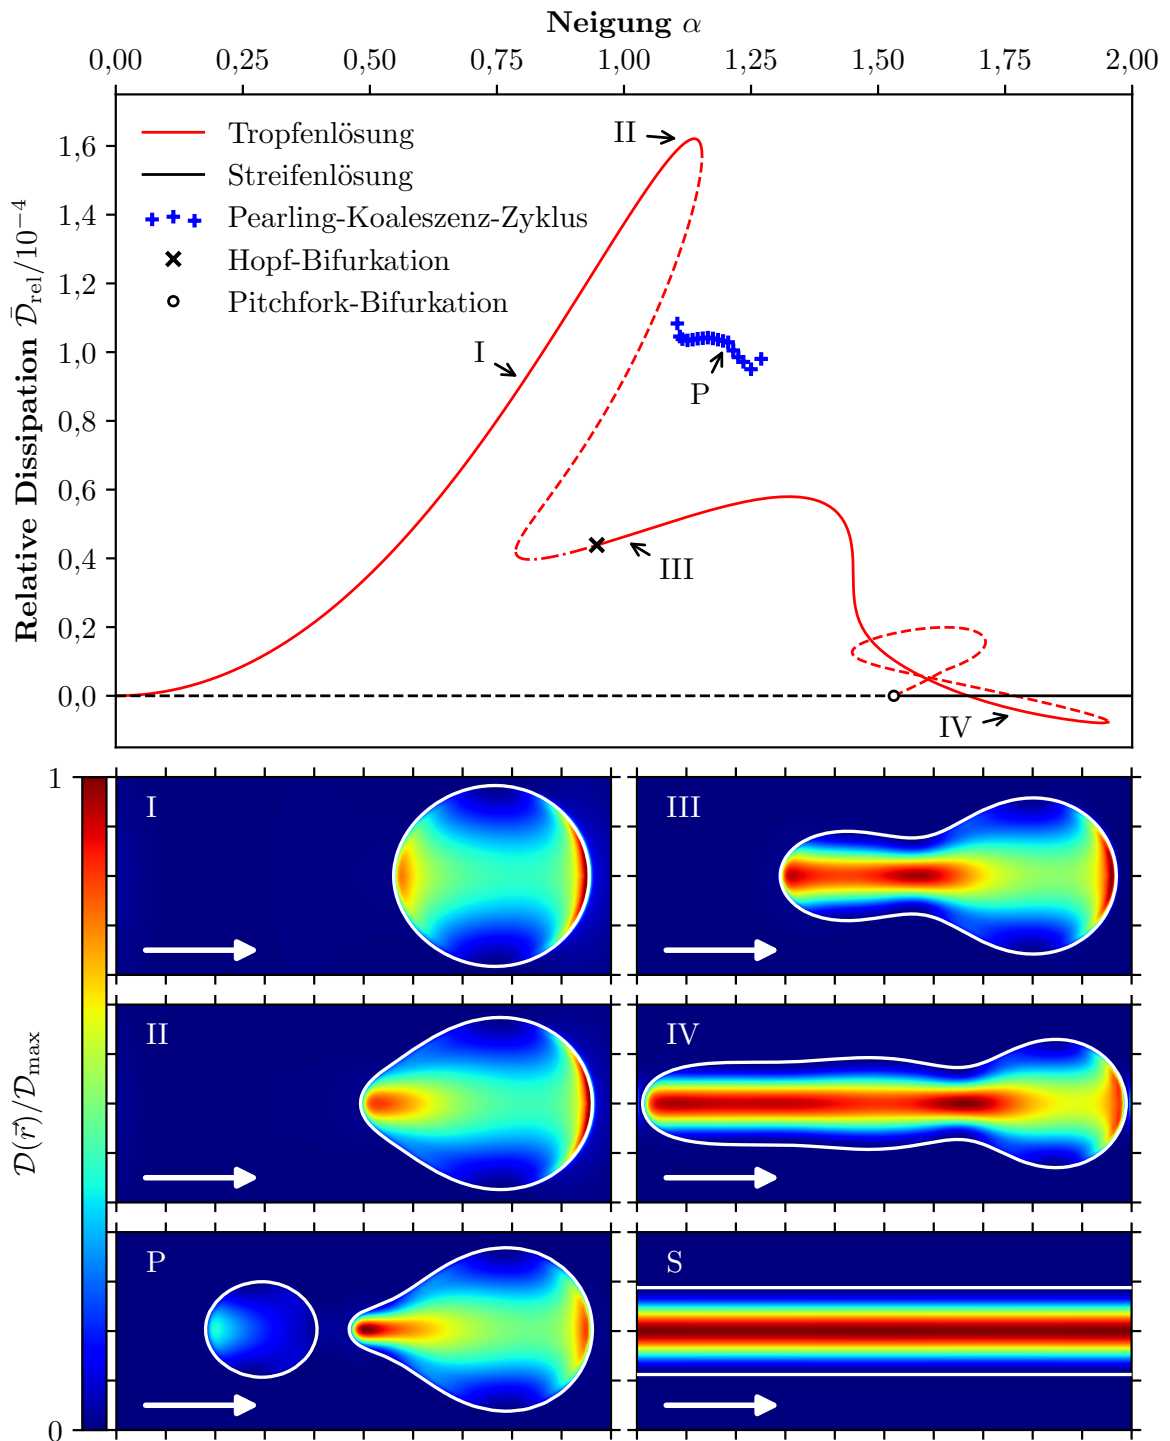 Neigung α
0,00 0,25 0,50 0,75 1,00 1,25 1,50 1,75 2,00
Relative Dissipation 𝒟̄rel/10⁻⁴
1,6
1,4
1,2
1,0
0,8
0,6
0,4
0,2
0,0
Tropfenlösung
Streifenlösung
Pearling-Koaleszenz-Zyklus
Hopf-Bifurkation
Pitchfork-Bifurkation
II
I
P
III
IV
1
𝒟(r⃗)/𝒟max
0
I
III
II
IV
P
S